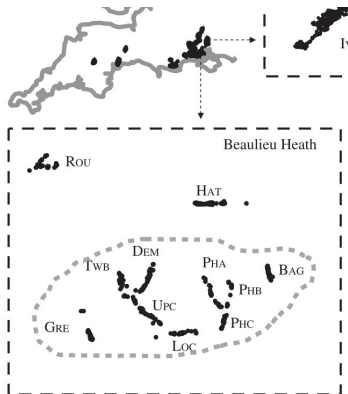 Beaulieu Heath
ROU
HAT
DEM
TWB
PHA
BAG
PHB
UPC
GRE
PHC
LOC